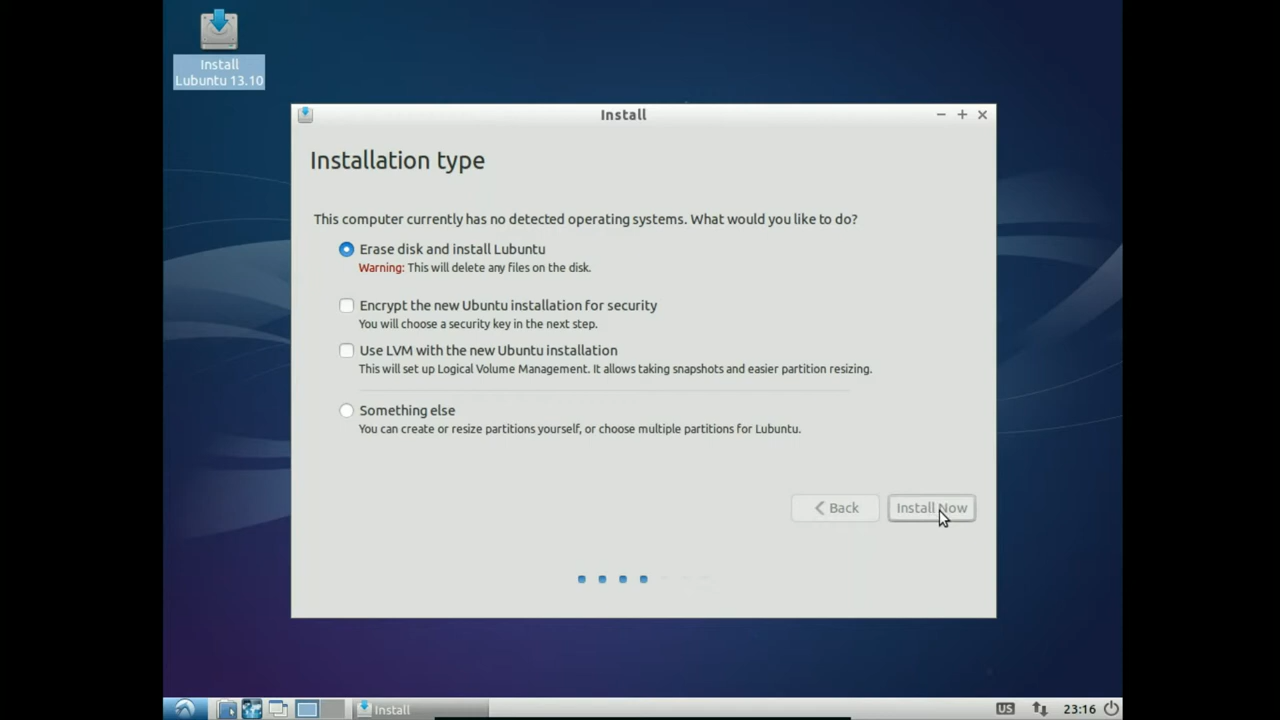 Install
Lubuntu 13.10
Install
Installation type
This computer currently has no detected operating systems. What would you like to do?
Erase disk and install Lubuntu
Warning: This will delete any files on the disk.
Encrypt the new Ubuntu installation for security
You will choose a security key in the next step.
Use LVM with the new Ubuntu installation
This will set up Logical Volume Management. It allows taking snapshots and easier partition resizing.
Something else
You can create or resize partitions yourself, or choose multiple partitions for Lubuntu.
Back
Install Now
Install
US
23:16